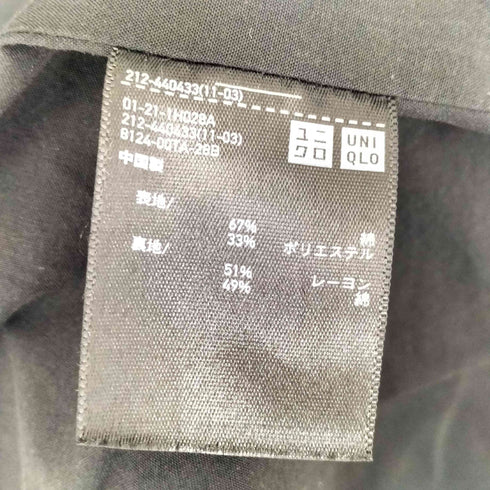 212-440433(11-03)
01-21-1H028A
212-440433(11-03)
8124-001A-28B
中国製
ユニクロ
UNIQLO
表地/
67% 綿
33% ポリエステル
裏地/
51% レーヨン
49% 綿